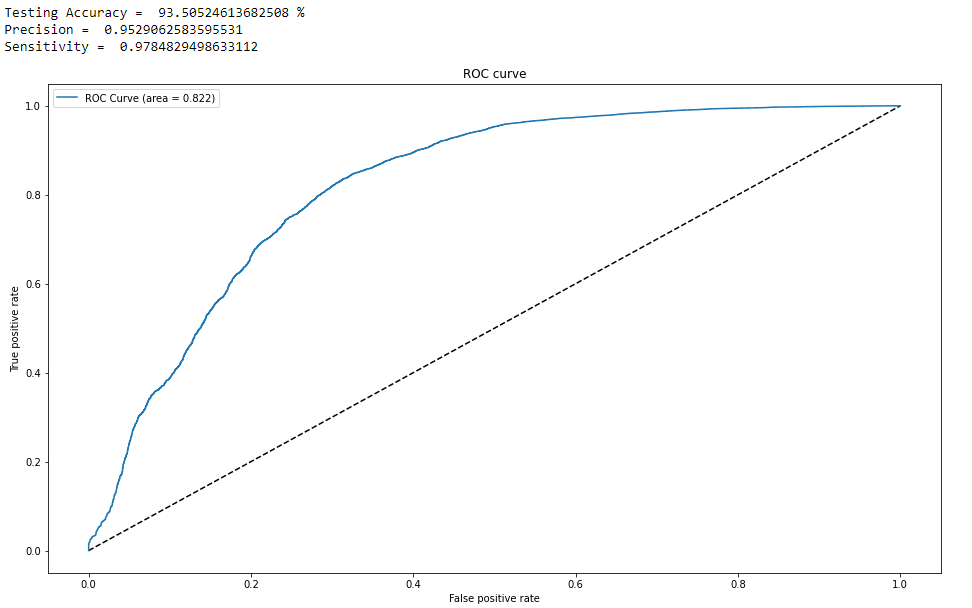 Testing Accuracy =  93.50524613682508 %
Precision =  0.9529062583595531
Sensitivity =  0.9784829498633112
ROC curve
ROC Curve (area = 0.822)
1.0
0.8
0.6
0.4
0.2
0.0
True positive rate
0.0 0.2 0.4 0.6 0.8 1.0
False positive rate